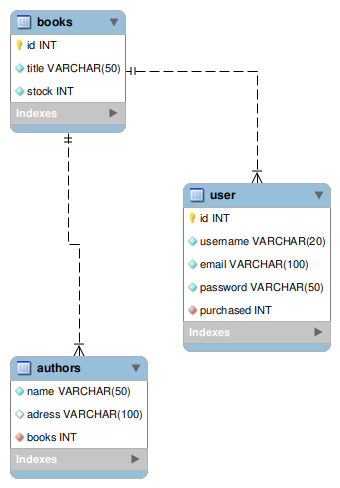 books
id INT
title VARCHAR(50)
stock INT
Indexes
user
id INT
username VARCHAR(20)
email VARCHAR(100)
password VARCHAR(50)
purchased INT
Indexes
authors
name VARCHAR(50)
adress VARCHAR(100)
books INT
Indexes